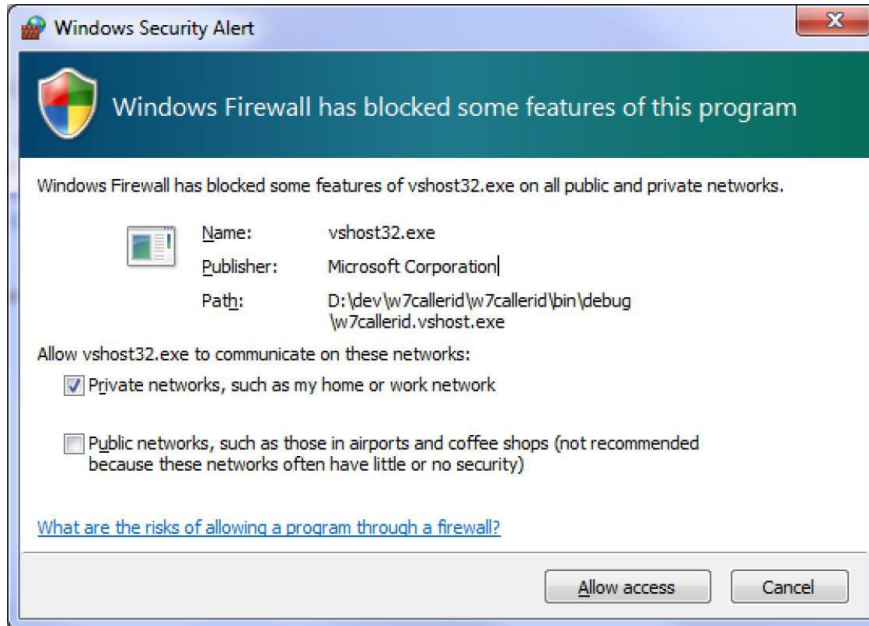 Windows Security Alert
Windows Firewall has blocked some features of this program
Windows Firewall has blocked some features of vshost32.exe on all public and private networks.
Name: vshost32.exe
Publisher: Microsoft Corporation
Path: D:\dev\w7callerid\w7callerid\bin\debug
\w7callerid.vshost.exe
Allow vshost32.exe to communicate on these networks:
Private networks, such as my home or work network
Public networks, such as those in airports and coffee shops (not recommended
because these networks often have little or no security)
What are the risks of allowing a program through a firewall?
Allow access Cancel